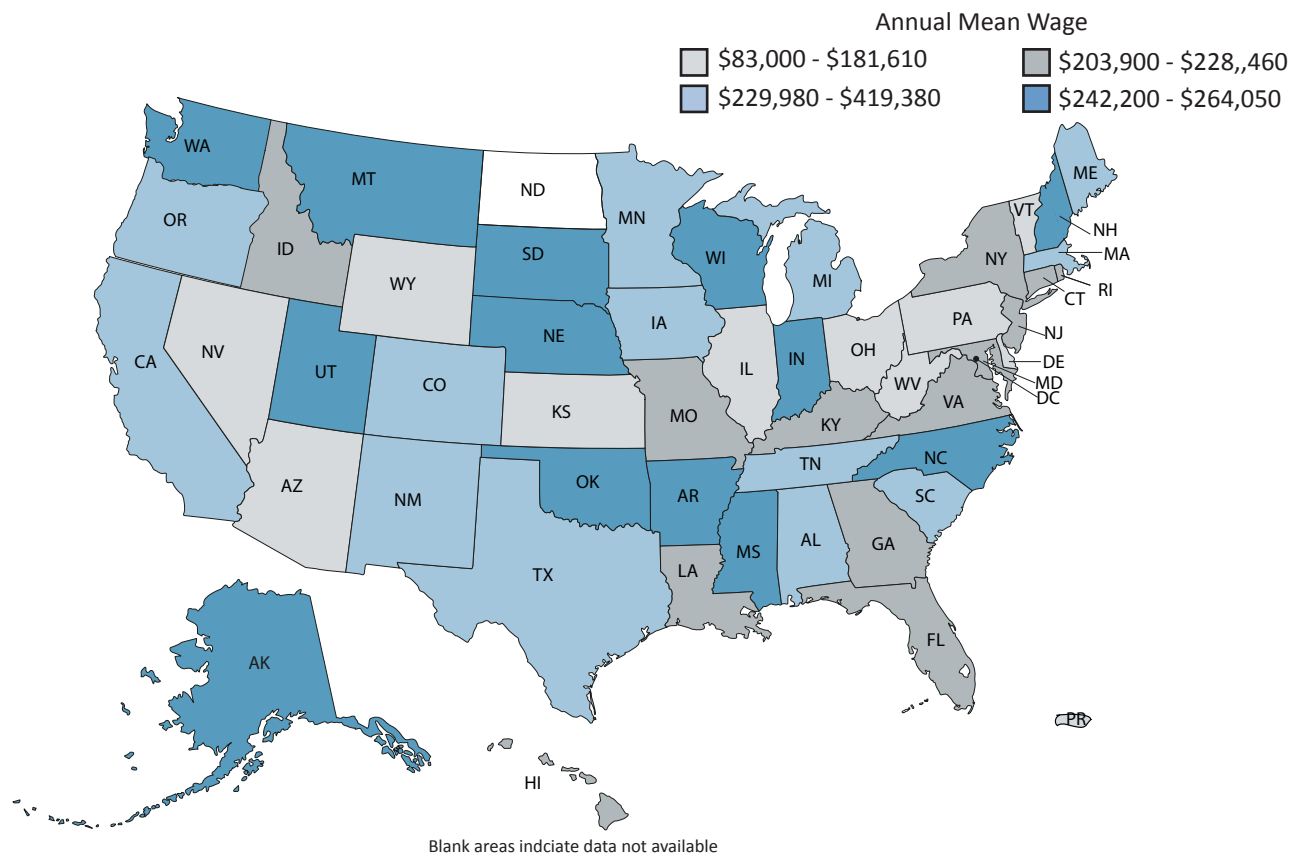 Annual Mean Wage
$83,000 - $181,610
$203,900 - $228,,460
$229,980 - $419,380
$242,200 - $264,050
WA
MT
ND
MN
OR
ID
SD
WI
WY
MI
VT
ME
NH
NY
MA
RI
CT
NE
IA
PA
NJ
CA
NV
UT
CO
IL
IN
OH
DE
MD
DC
WV
VA
KS
MO
KY
AZ
NM
OK
AR
TN
NC
SC
MS
AL
GA
TX
LA
FL
AK
HI
PR
Blank areas indciate data not available